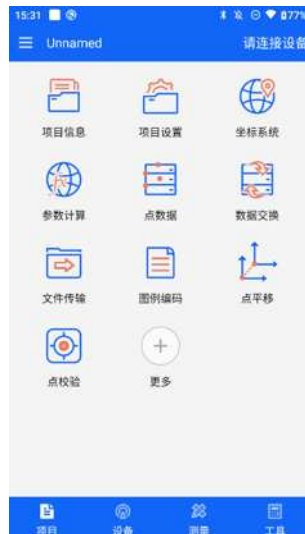 15:31
77%
Unnamed
请连接设备
项目信息 项目设置 坐标系统
参数计算 点数据 数据交换
文件传输 图例编码 点平移
点校验 更多
项目 设备 测量 工具